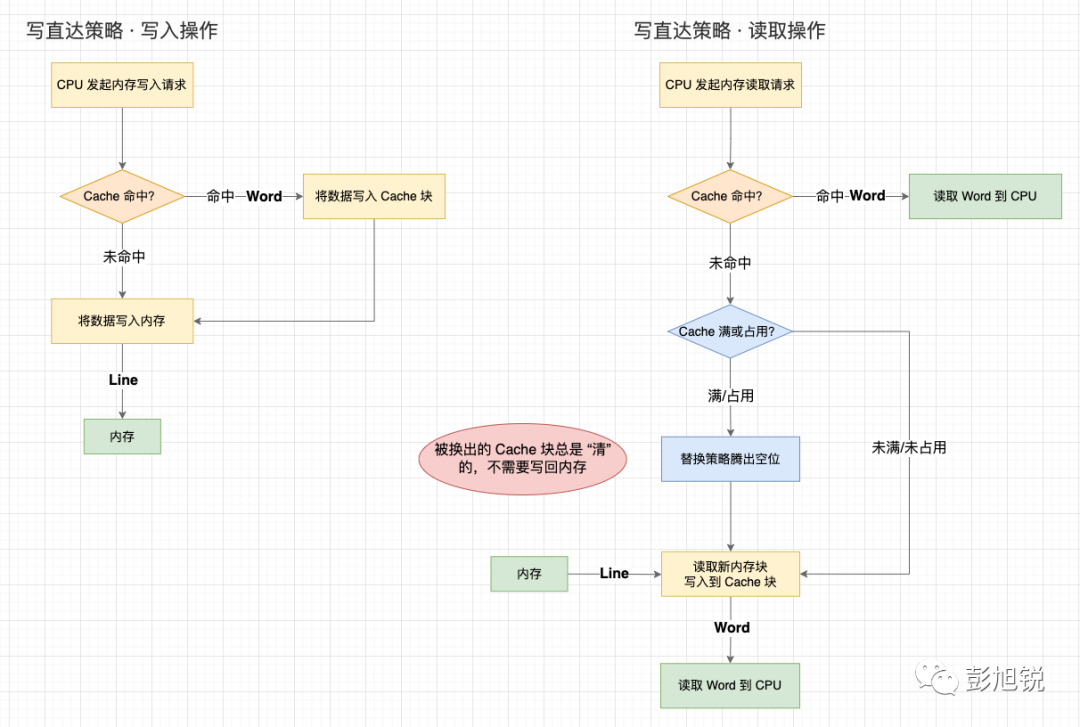 写直达策略 · 写入操作
CPU 发起内存写入请求
Cache 命中?
命中
Word
将数据写入 Cache 块
未命中
将数据写入内存
Line
内存
写直达策略 · 读取操作
CPU 发起内存读取请求
Cache 命中?
命中
Word
读取 Word 到 CPU
未命中
Cache 满或占用?
满/占用
未满/未占用
替换策略腾出空位
被换出的 Cache 块总是 “清”
的，不需要写回内存
内存
Line
读取新内存块
写入到 Cache 块
Word
读取 Word 到 CPU
彭旭锐